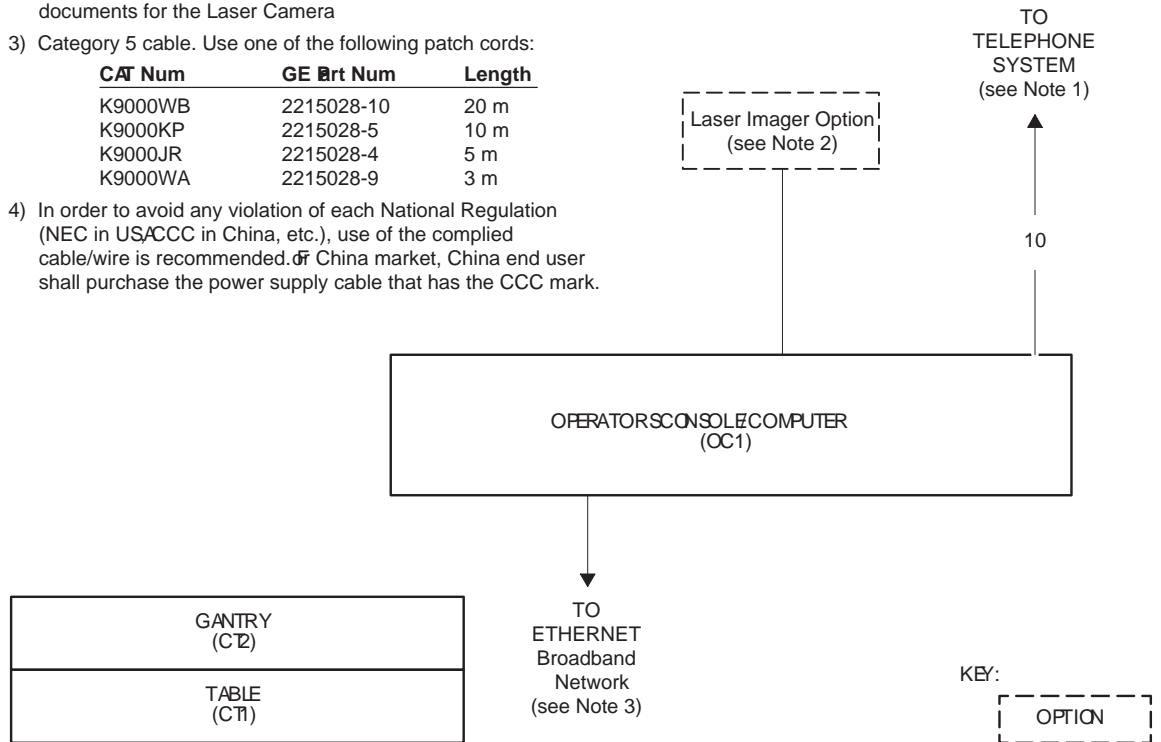 documents for the Laser Camera
3) Category 5 cable. Use one of the following patch cords:
CAT Num GE Part Num Length
K9000WB 2215028-10 20 m
K9000KP 2215028-5 10 m
K9000JR 2215028-4 5 m
K9000WA 2215028-9 3 m
4) In order to avoid any violation of each National Regulation
(NEC in USA, CCC in China, etc.), use of the complied
cable/wire is recommended. For China market, China end user
shall purchase the power supply cable that has the CCC mark.
Laser Imager Option
(see Note 2)
TO
TELEPHONE
SYSTEM
(see Note 1)
10
OPERATORS CONSOLE/COMPUTER
(OC1)
GANTRY
(CT2)
TABLE
(CT1)
TO
ETHERNET
Broadband
Network
(see Note 3)
KEY:
OPTION